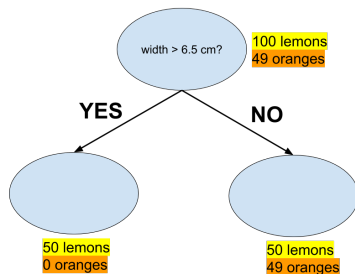 width > 6.5 cm?
100 lemons
49 oranges
YES
NO
50 lemons
0 oranges
50 lemons
49 oranges